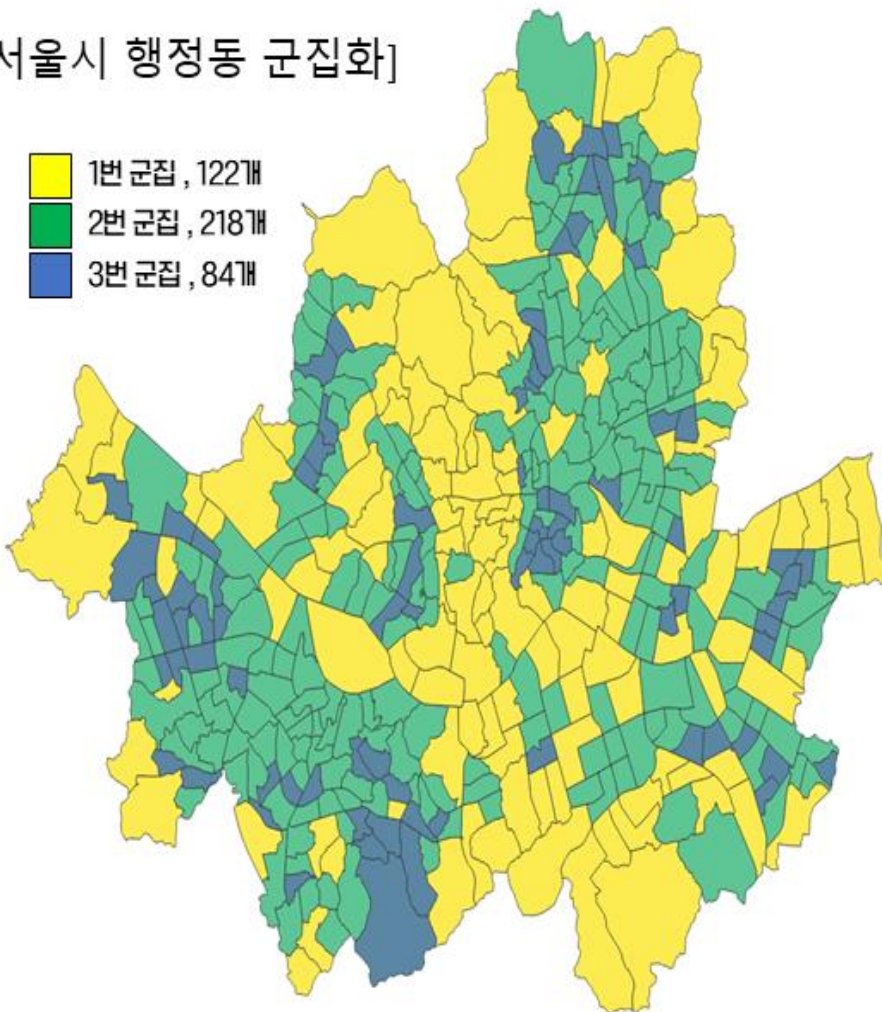 서울시 행정동 군집화]
1번 군집 , 122개
2번 군집 , 218개
3번 군집 , 84개